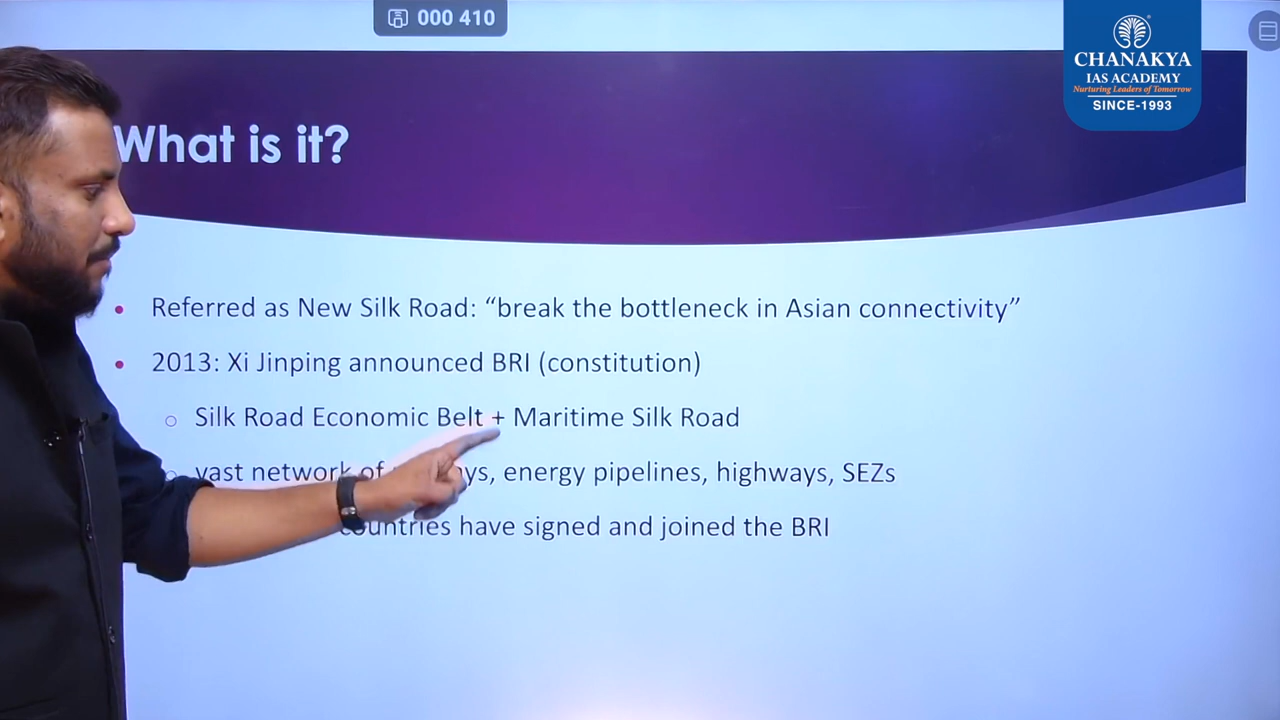 000 410
CHANAKYA
IAS ACADEMY
Nurturing Leaders of Tomorrow
SINCE-1993
What is it?
• Referred as New Silk Road: “break the bottleneck in Asian connectivity”
• 2013: Xi Jinping announced BRI (constitution)
○ Silk Road Economic Belt + Maritime Silk Road
○ vast network of energy pipelines, highways, SEZs
countries have signed and joined the BRI